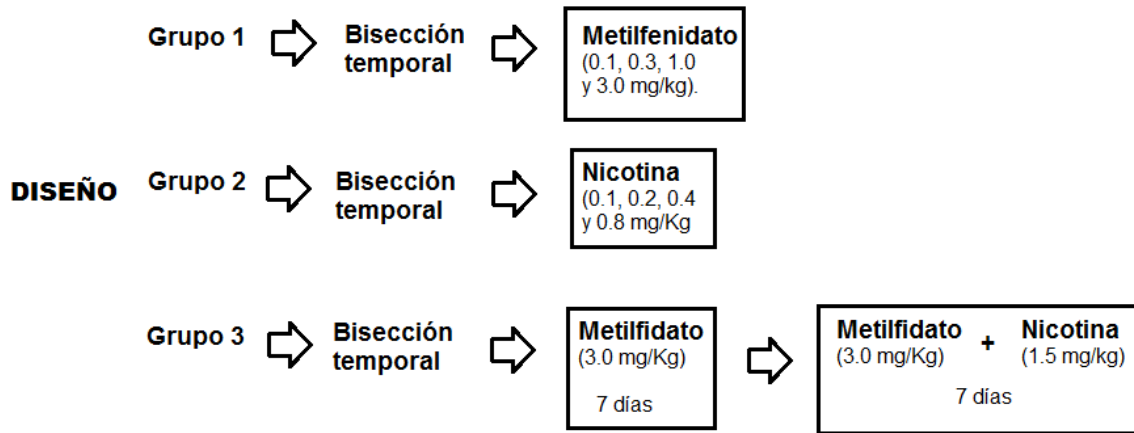 Grupo 1
Bisección
temporal
Metilfenidato
(0.1, 0.3, 1.0
y 3.0 mg/kg).
DISEÑO
Grupo 2
Bisección
temporal
Nicotina
(0.1, 0.2, 0.4
y 0.8 mg/Kg
Grupo 3
Bisección
temporal
Metilfidato
(3.0 mg/Kg)
7 días
Metilfidato + Nicotina
(3.0 mg/Kg) (1.5 mg/kg)
7 días